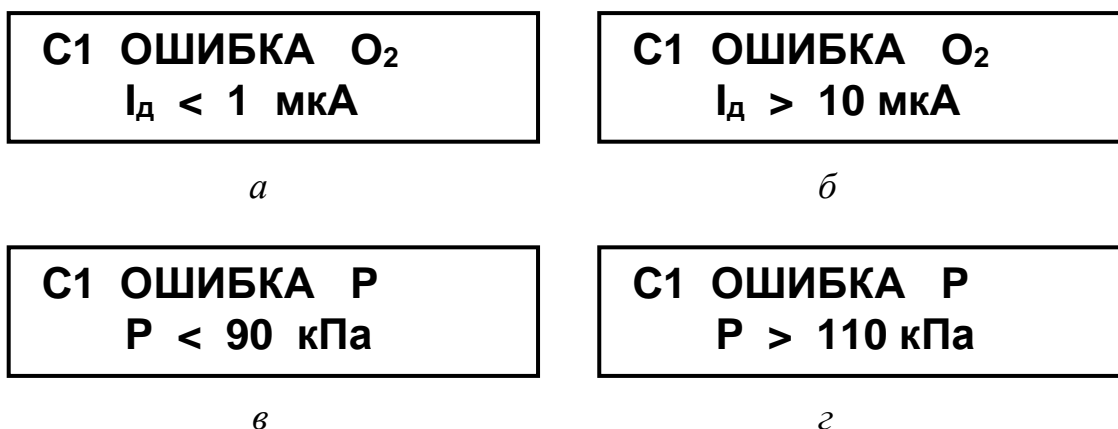 С1 ОШИБКА O₂
Iд < 1 мкА
а
С1 ОШИБКА O₂
Iд > 10 мкА
б
С1 ОШИБКА Р
Р < 90 кПа
в
С1 ОШИБКА Р
Р > 110 кПа
г